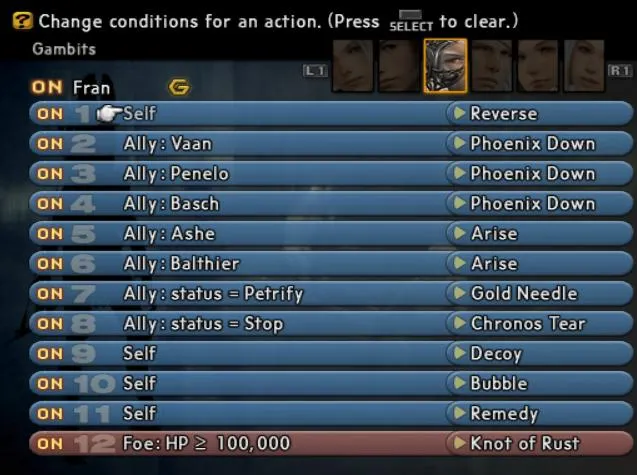 ? Change conditions for an action. (Press SELECT to clear.)
Gambits
L1 R1
ON Fran G
ON 1 Self Reverse
ON 2 Ally: Vaan Phoenix Down
ON 3 Ally: Penelo Phoenix Down
ON 4 Ally: Basch Phoenix Down
ON 5 Ally: Ashe Arise
ON 6 Ally: Balthier Arise
ON 7 Ally: status = Petrify Gold Needle
ON 8 Ally: status = Stop Chronos Tear
ON 9 Self Decoy
ON 10 Self Bubble
ON 11 Self Remedy
ON 12 Foe: HP ≥ 100,000 Knot of Rust